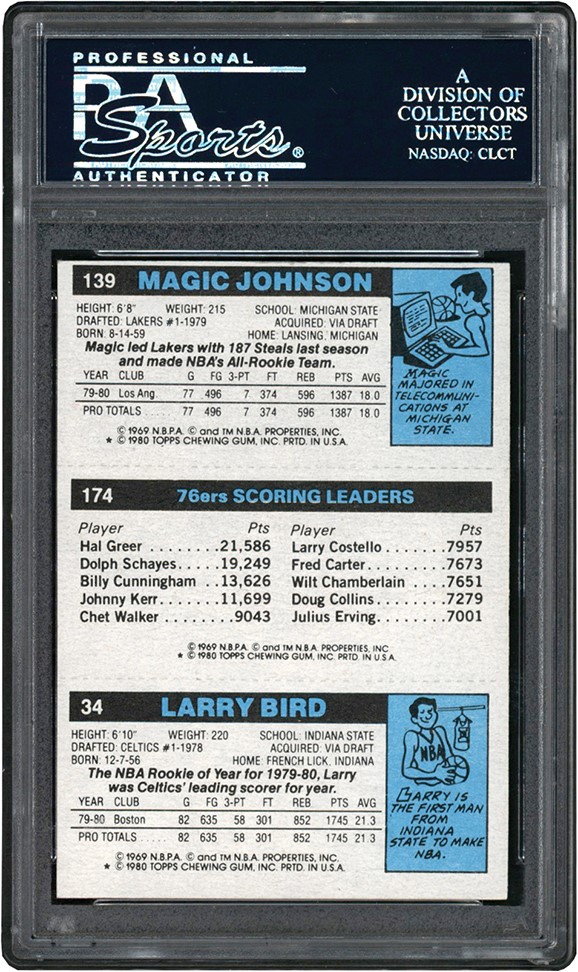 PROFESSIONAL
PSA
Sports ®
AUTHENTICATOR
A
DIVISION OF
COLLECTORS
UNIVERSE
NASDAQ: CLCT
139 MAGIC JOHNSON
HEIGHT: 6'8" WEIGHT: 215 SCHOOL: MICHIGAN STATE
DRAFTED: LAKERS #1-1979 ACQUIRED: VIA DRAFT
BORN: 8-14-59 HOME: LANSING, MICHIGAN
Magic led Lakers with 187 Steals last season
and made NBA's All-Rookie Team.
YEAR CLUB G FG 3-PT FT REB PTS AVG
79-80 Los Ang. 77 496 7 374 596 1387 18.0
PRO TOTALS ..... 77 496 7 374 596 1387 18.0
© 1969 N.B.P.A. © and TM N.B.A. PROPERTIES, INC.
★ © 1980 TOPPS CHEWING GUM, INC. PRTD. IN U.S.A.
MAGIC
MAJORED IN
TELECOMMUNI-
CATIONS AT
MICHIGAN
STATE.
174 76ers SCORING LEADERS
Player Pts Player Pts
Hal Greer ........21,586 Larry Costello .......7957
Dolph Schayes....19,249 Fred Carter..........7673
Billy Cunningham ..13,626 Wilt Chamberlain ....7651
Johnny Kerr.......11,699 Doug Collins.........7279
Chet Walker .......9043 Julius Erving.........7001
© 1969 N.B.P.A. © and TM N.B.A. PROPERTIES, INC
★ © 1980 TOPPS CHEWING GUM, INC. PRTD. IN U.S.A.
34 LARRY BIRD
HEIGHT: 6'10" WEIGHT: 220 SCHOOL: INDIANA STATE
DRAFTED: CELTICS #1-1978 ACQUIRED: VIA DRAFT
BORN: 12-7-56 HOME: FRENCH LICK, INDIANA
The NBA Rookie of Year for 1979-80, Larry
was Celtics' leading scorer for year.
YEAR CLUB G FG 3-PT FT REB. PTS AVG
79-80 Boston 82 635 58 301 852 1745 21.3
PRO TOTALS ..... 82 635 58 301 852 1745 21.3
© 1969 N.B.P.A. © and TM N.B.A. PROPERTIES, INC.
★ © 1980 TOPPS CHEWING GUM, INC. PRTD. IN U.S.A.
NBA
LARRY IS
THE FIRST MAN
FROM
INDIANA
STATE TO MAKE
NBA.